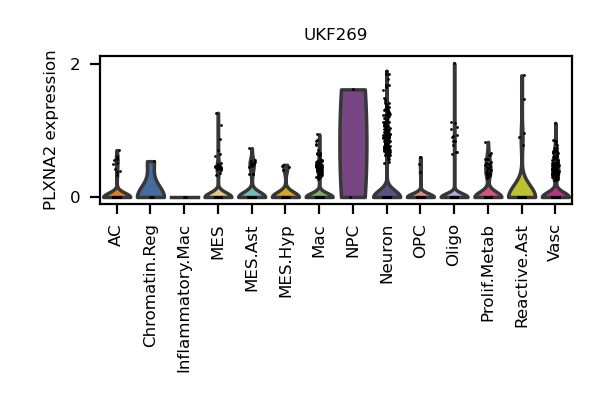 UKF269
PLXNA2 expression
2
0
AC
Chromatin.Reg
Inflammatory.Mac
MES
MES.Ast
MES.Hyp
Mac
NPC
Neuron
OPC
Oligo
Prolif.Metab
Reactive.Ast
Vasc